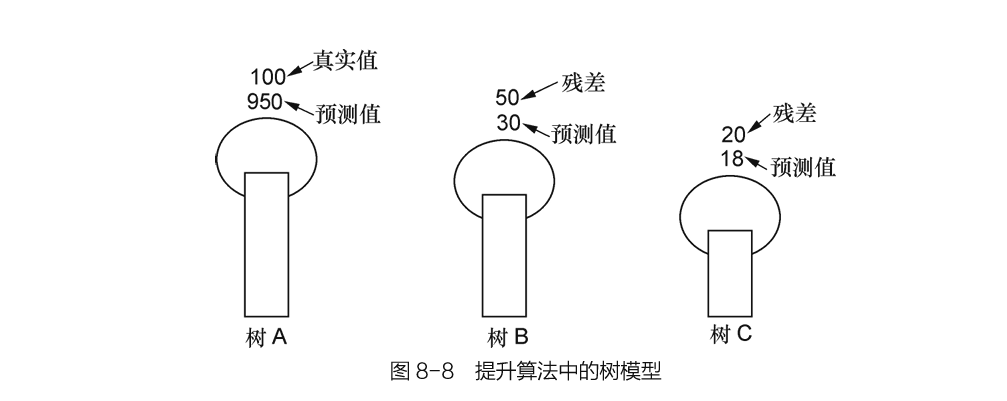 100 真实值
950 预测值
50 残差
30 预测值
20 残差
18 预测值
树 A
树 B
树 C
图 8-8 提升算法中的树模型